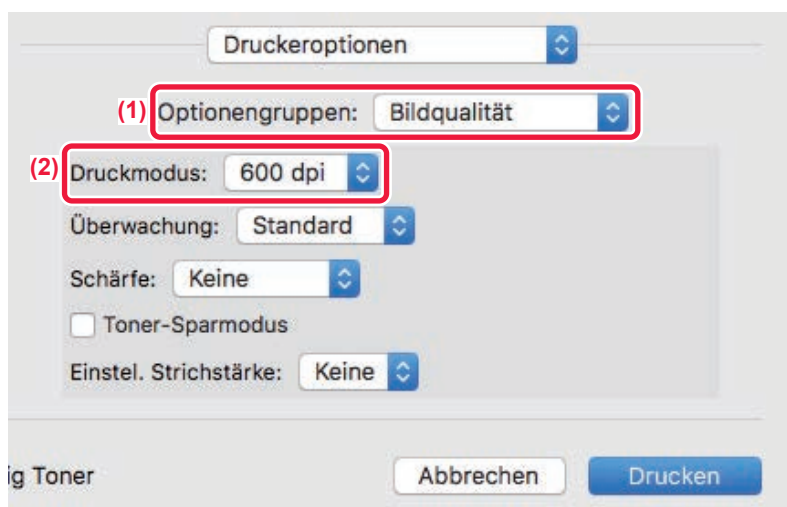 Druckeroptionen
(1) Optionengruppen: Bildqualität
(2) Druckmodus: 600 dpi
Überwachung: Standard
Schärfe: Keine
Toner-Sparmodus
Einstel. Strichstärke: Keine
ig Toner Abbrechen Drucken